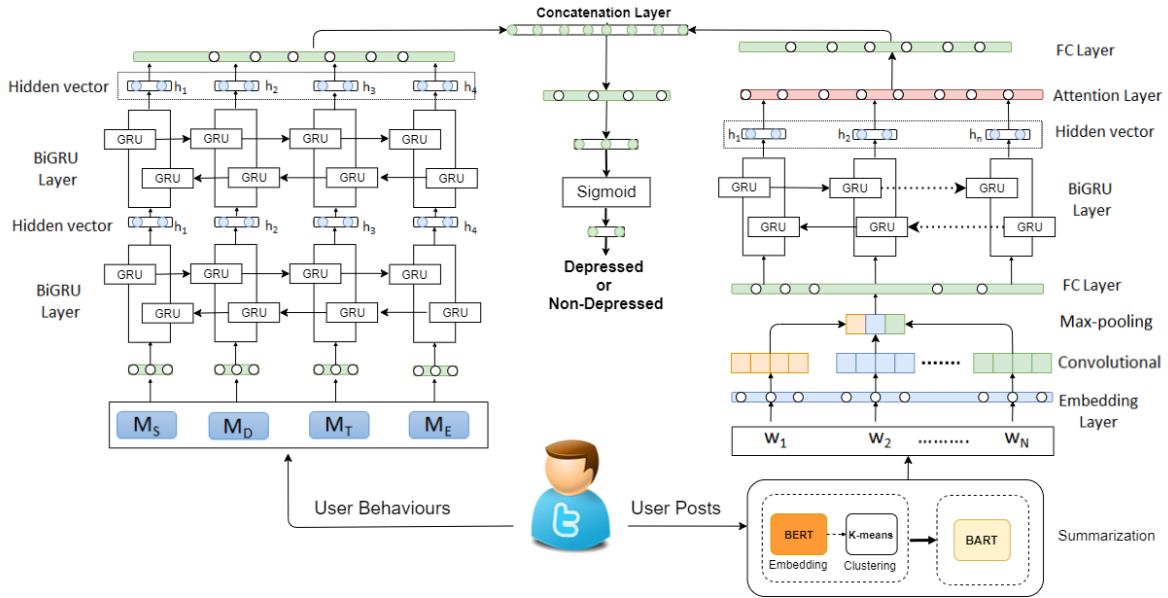 Concatenation Layer
FC Layer
Hidden vector
h1
h2
h3
h4
Attention Layer
h1
h2
hn
Hidden vector
GRU
GRU
GRU
GRU
BiGRU
Layer
GRU
GRU
GRU
GRU
Sigmoid
GRU
GRU
GRU
BiGRU
Layer
GRU
GRU
GRU
Hidden vector
h1
h2
h3
h4
GRU
GRU
GRU
GRU
BiGRU
Layer
GRU
GRU
GRU
GRU
Depressed
or
Non-Depressed
FC Layer
Max-pooling
Convolutional
Embedding
Layer
MS
MD
MT
ME
W1
W2
..........
WN
User Behaviours
User Posts
BERT
K-means
BART
Embedding
Clustering
Summarization